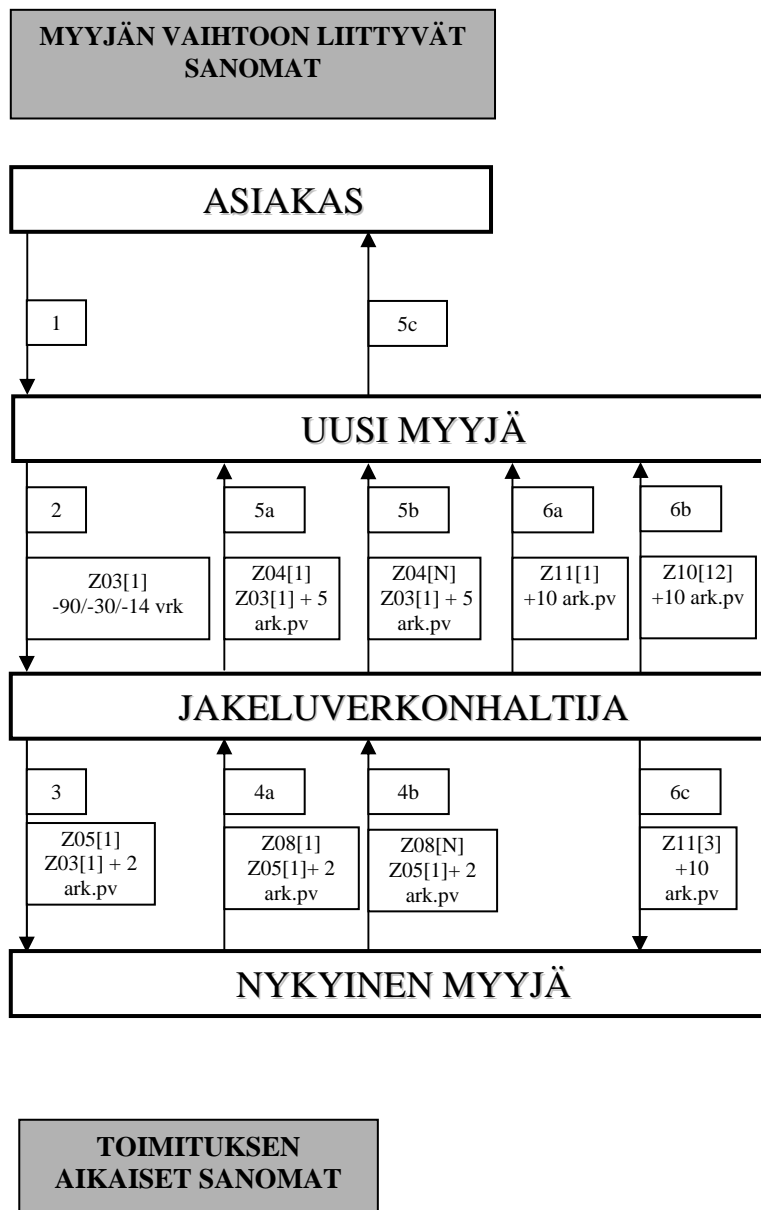 MYYJÄN VAIHTOON LIITTYVÄT
SANOMAT
ASIAKAS
1
5c
UUSI MYYJÄ
2
5a
5b
6a
6b
Z03[1]
-90/-30/-14 vrk
Z04[1]
Z03[1] + 5
ark.pv
Z04[N]
Z03[1] + 5
ark.pv
Z11[1]
+10 ark.pv
Z10[12]
+10 ark.pv
JAKELUVERKONHALTIJA
3
4a
4b
6c
Z05[1]
Z03[1] + 2
ark.pv
Z08[1]
Z05[1]+ 2
ark.pv
Z08[N]
Z05[1]+ 2
ark.pv
Z11[3]
+10
ark.pv
NYKYINEN MYYJÄ
TOIMITUKSEN
AIKAISET SANOMAT